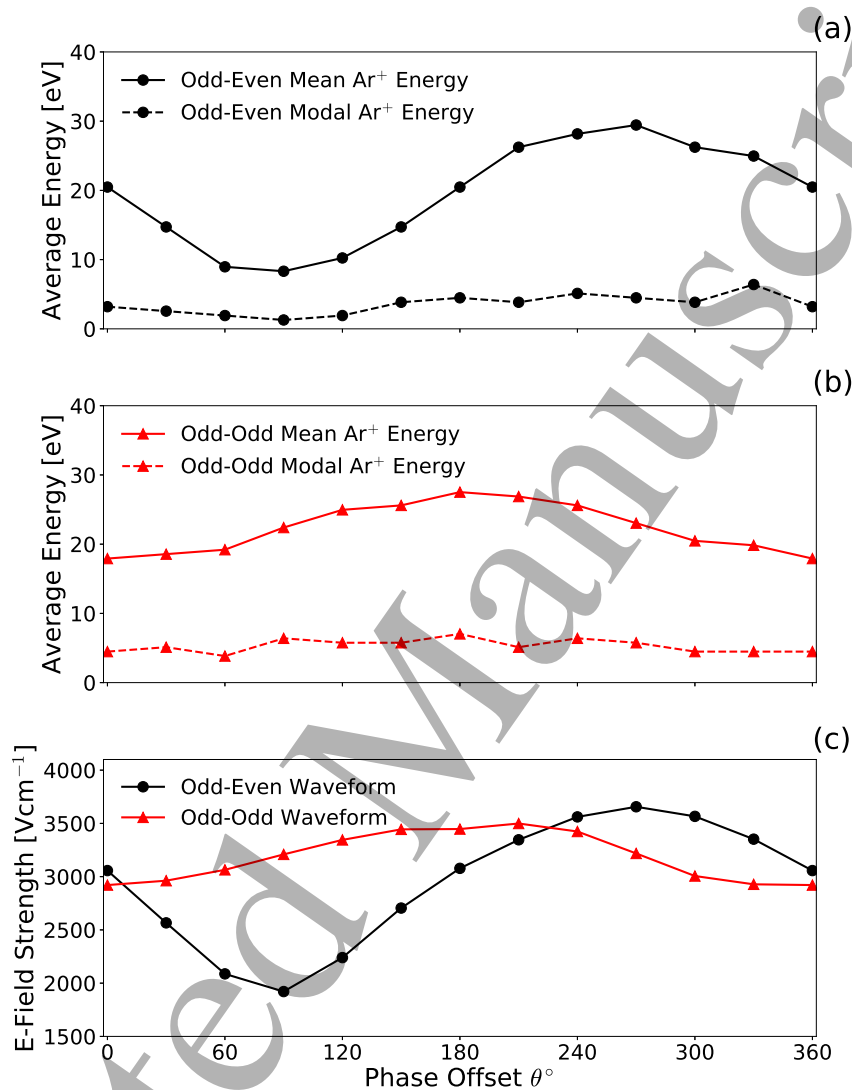 (a)
40
30
20
10
0
Average Energy [eV]
Odd-Even Mean Ar⁺ Energy
Odd-Even Modal Ar⁺ Energy
(b)
40
30
20
10
0
Average Energy [eV]
Odd-Odd Mean Ar⁺ Energy
Odd-Odd Modal Ar⁺ Energy
(c)
4000
3500
3000
2500
2000
1500
E-Field Strength [Vcm⁻¹]
Odd-Even Waveform
Odd-Odd Waveform
0 60 120 180 240 300 360
Phase Offset θ°
ted Manuscri